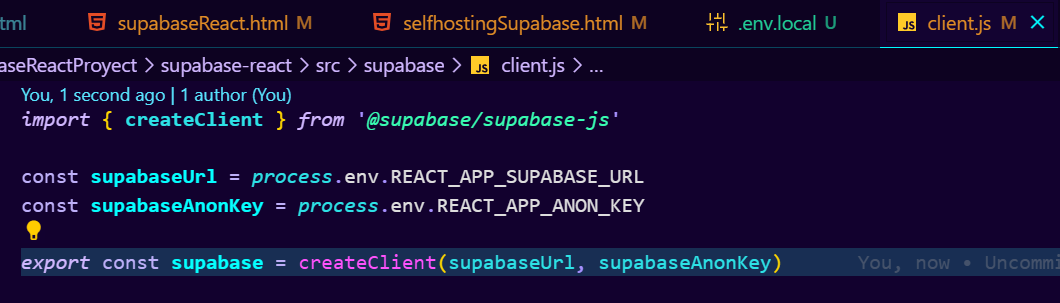 tml
supabaseReact.html M
selfhostingSupabase.html M
.env.local U
JS client.js M ×
aseReactProyect > supabase-react > src > supabase > JS client.js > ...
You, 1 second ago | 1 author (You)
import { createClient } from '@supabase/supabase-js'
const supabaseUrl = process.env.REACT_APP_SUPABASE_URL
const supabaseAnonKey = process.env.REACT_APP_ANON_KEY
export const supabase = createClient(supabaseUrl, supabaseAnonKey) You, now • Uncommi